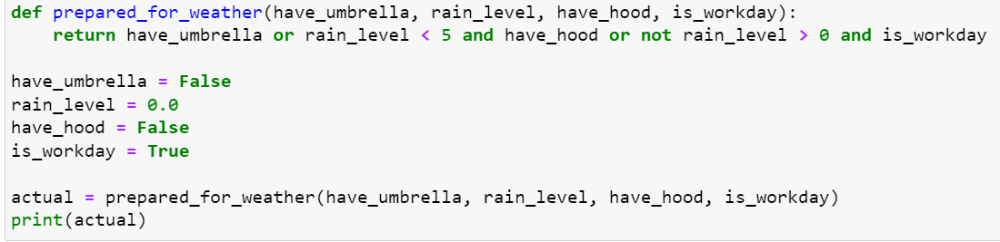 def prepared_for_weather(have_umbrella, rain_level, have_hood, is_workday):
    return have_umbrella or rain_level < 5 and have_hood or not rain_level > 0 and is_workday

have_umbrella = False
rain_level = 0.0
have_hood = False
is_workday = True

actual = prepared_for_weather(have_umbrella, rain_level, have_hood, is_workday)
print(actual)